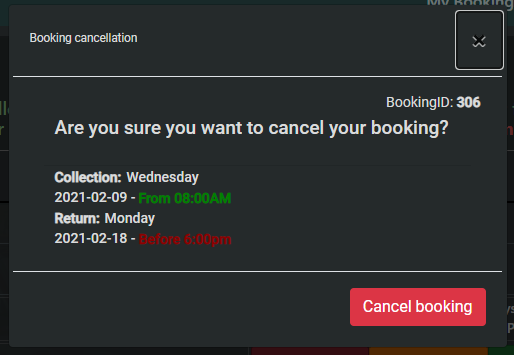 My Booking
Booking cancellation
BookingID: 306
Are you sure you want to cancel your booking?
Collection: Wednesday
2021-02-09 - From 08:00AM
Return: Monday
2021-02-18 - Before 6:00pm
Cancel booking